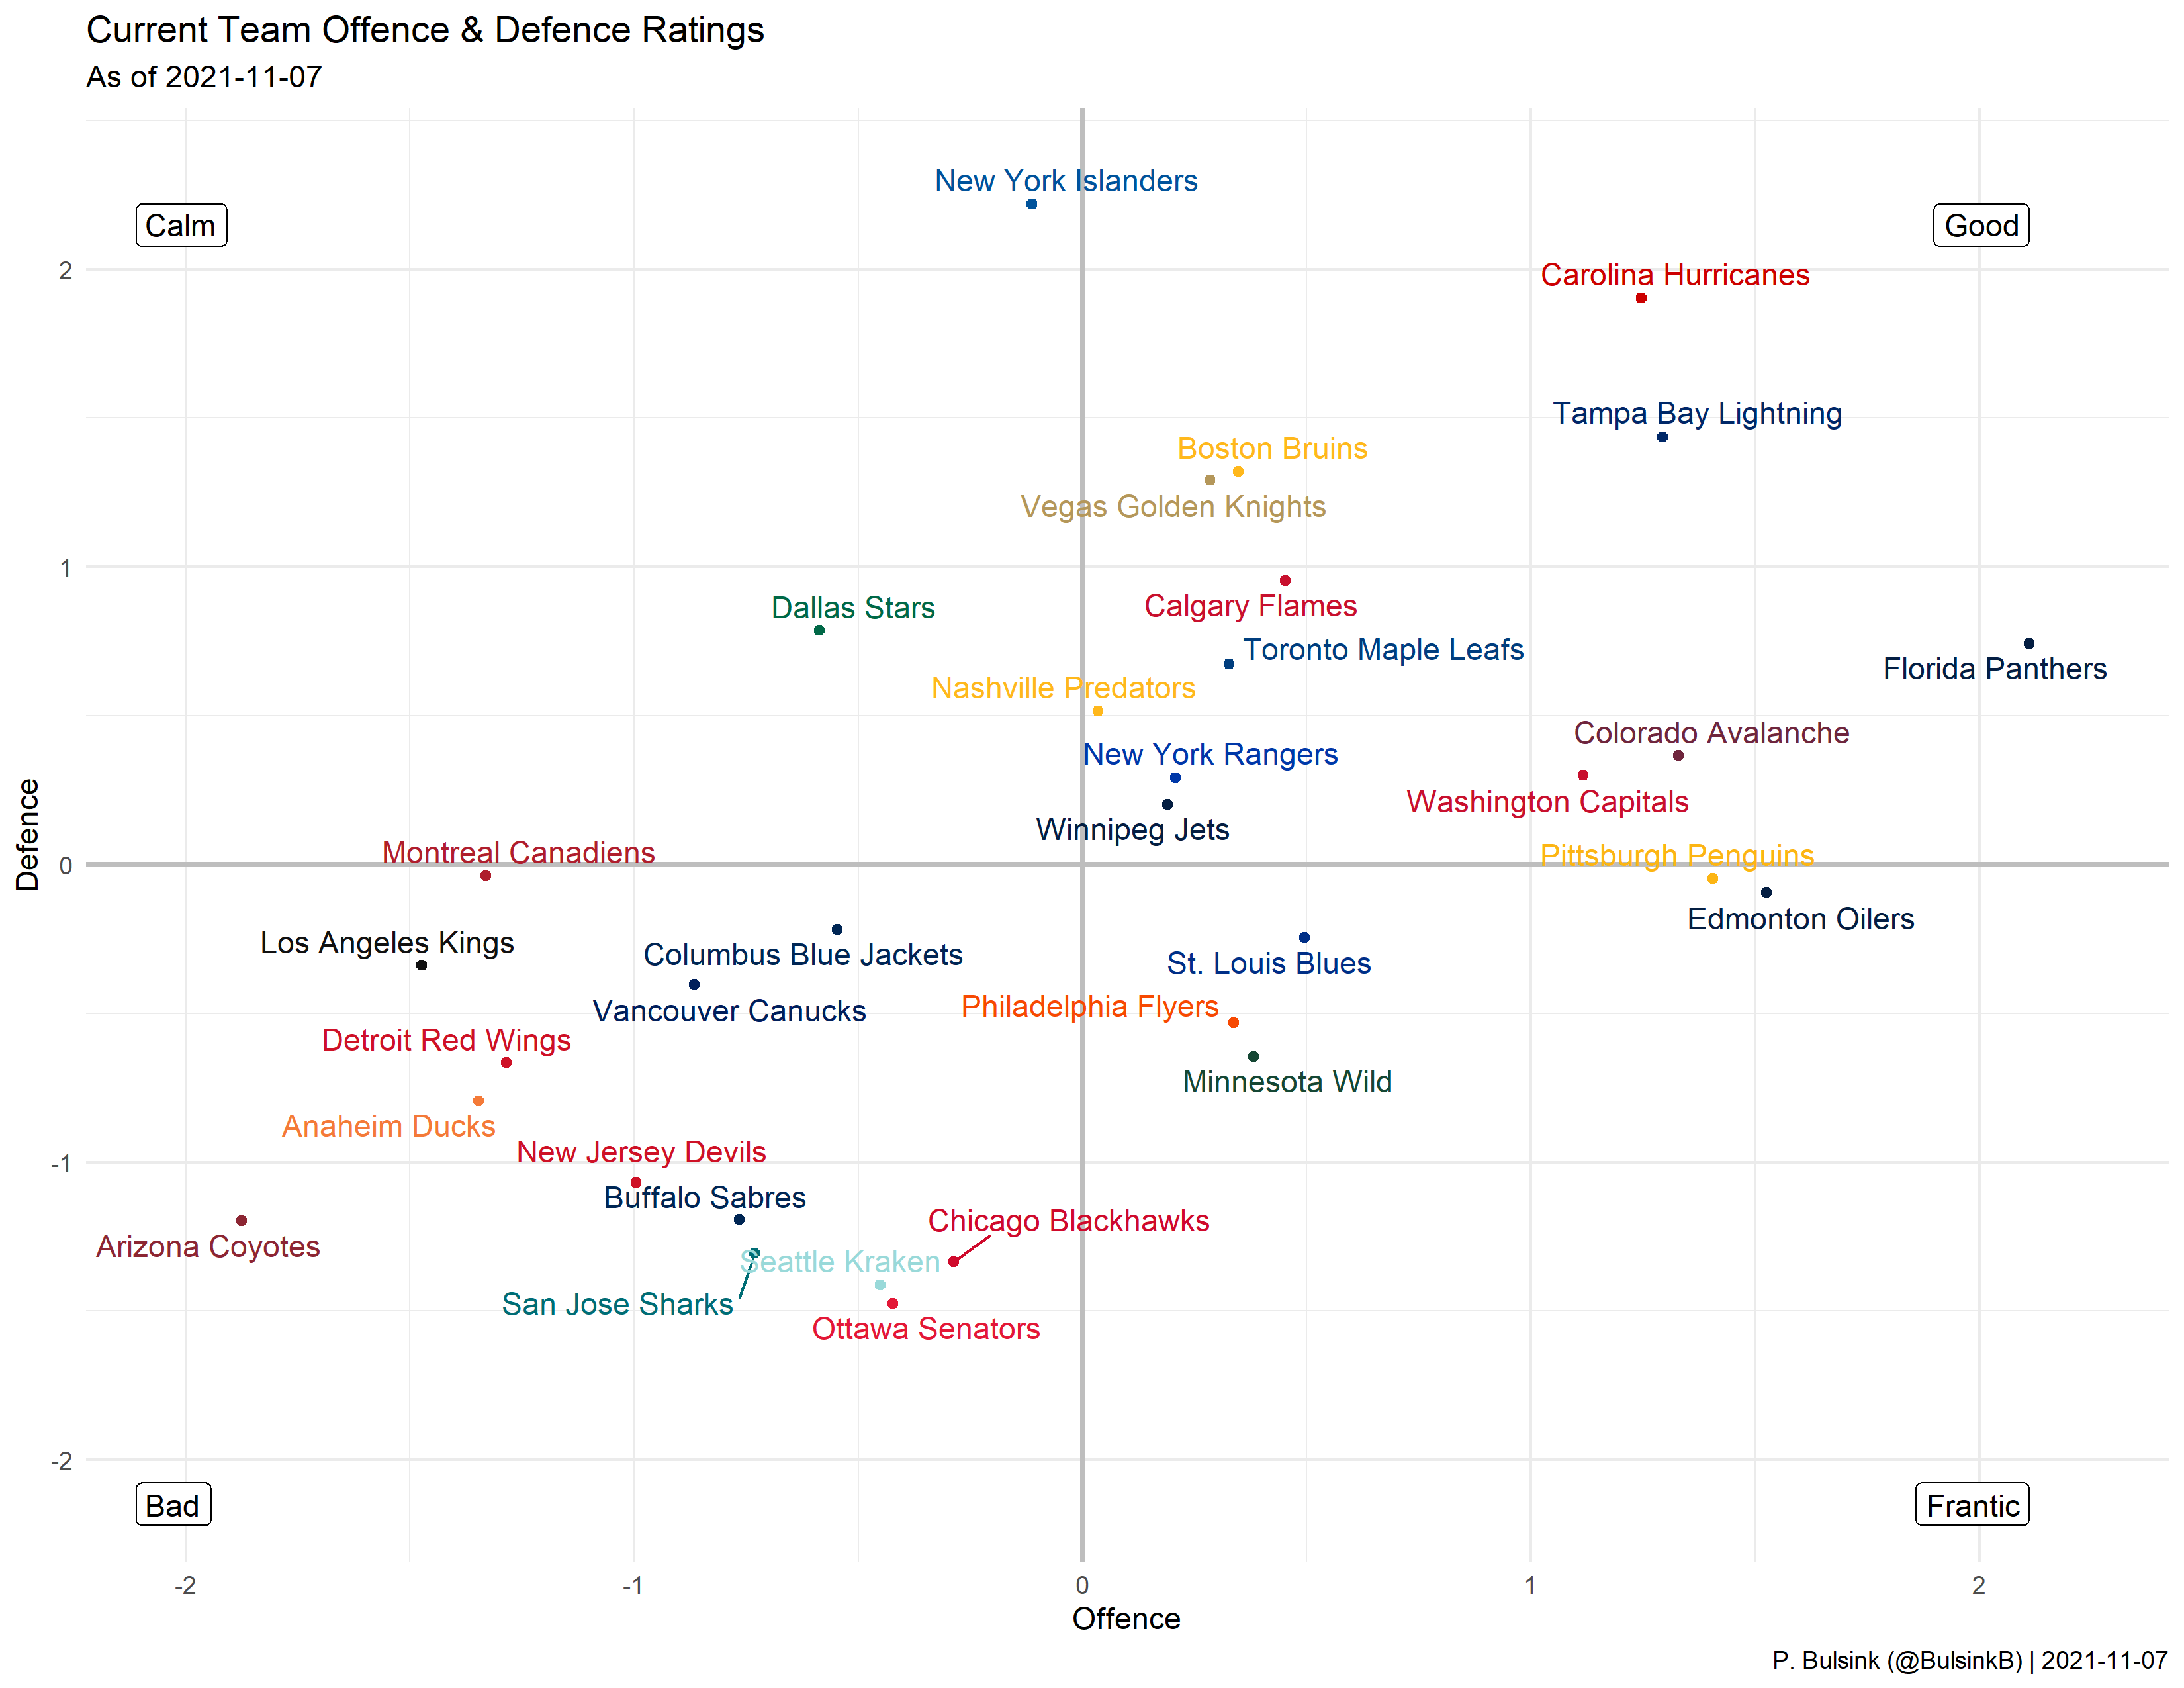 Current Team Offence & Defence Ratings
As of 2021-11-07
New York Islanders
Calm
Good
2
Carolina Hurricanes
Tampa Bay Lightning
Boston Bruins
Vegas Golden Knights
1
Dallas Stars
Calgary Flames
Toronto Maple Leafs
Florida Panthers
Nashville Predators
Colorado Avalanche
New York Rangers
Washington Capitals
Winnipeg Jets
Defence
Montreal Canadiens
Pittsburgh Penguins
0
Edmonton Oilers
Los Angeles Kings
Columbus Blue Jackets
St. Louis Blues
Vancouver Canucks
Philadelphia Flyers
Detroit Red Wings
Minnesota Wild
Anaheim Ducks
New Jersey Devils
-1
Buffalo Sabres
Chicago Blackhawks
Arizona Coyotes
Seattle Kraken
San Jose Sharks
Ottawa Senators
-2
Bad
Frantic
-2 -1 0 1 2
Offence
P. Bulsink (@BulsinkB) | 2021-11-07